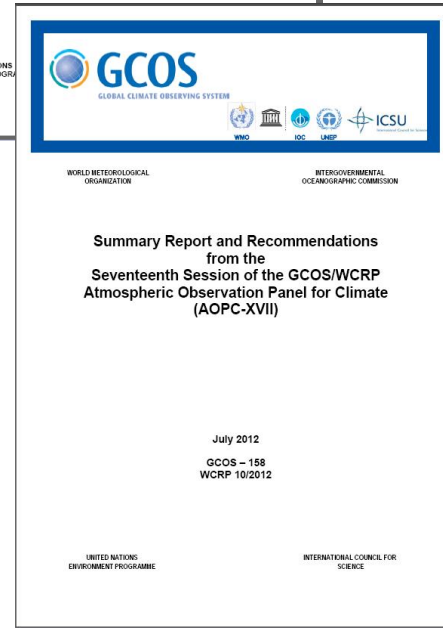 ONS
OGRA
GCOS
GLOBAL CLIMATE OBSERVING SYSTEM
WMO
IOC
UNEP
ICSU
WORLD METEOROLOGICAL
ORGANIZATION
INTERGOVERNMENTAL
OCEANOGRAPHIC COMMISSION
Summary Report and Recommendations
from the
Seventeenth Session of the GCOS/WCRP
Atmospheric Observation Panel for Climate
(AOPC-XVII)
July 2012
GCOS – 158
WCRP 10/2012
UNITED NATIONS
ENVIRONMENT PROGRAMME
INTERNATIONAL COUNCIL FOR
SCIENCE